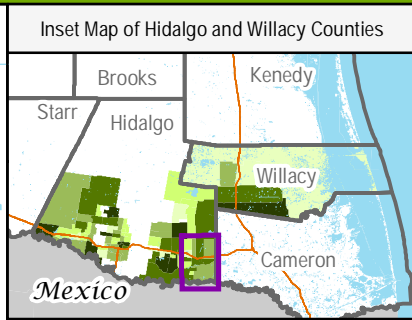 Inset Map of Hidalgo and Willacy Counties
Brooks
Kenedy
Starr
Hidalgo
Willacy
Cameron
Mexico